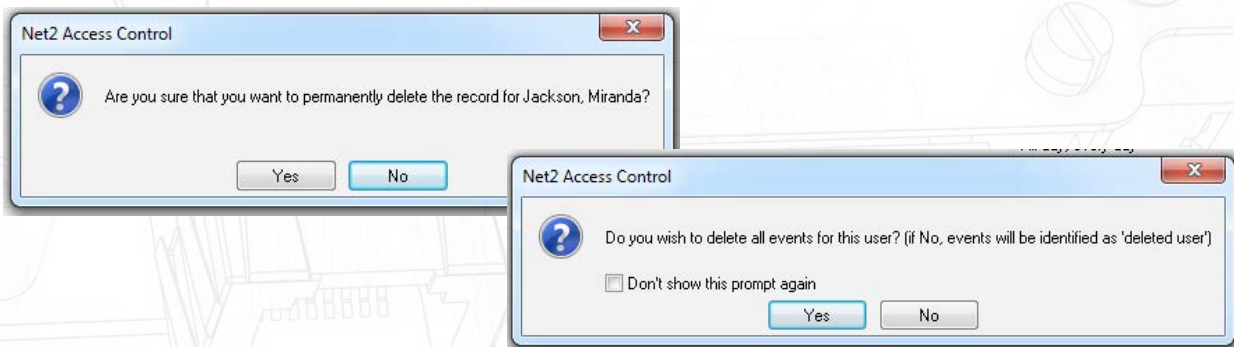 Net2 Access Control
Are you sure that you want to permanently delete the record for Jackson, Miranda?
Yes No
Net2 Access Control
Do you wish to delete all events for this user? (if No, events will be identified as 'deleted user')
Don't show this prompt again
Yes No